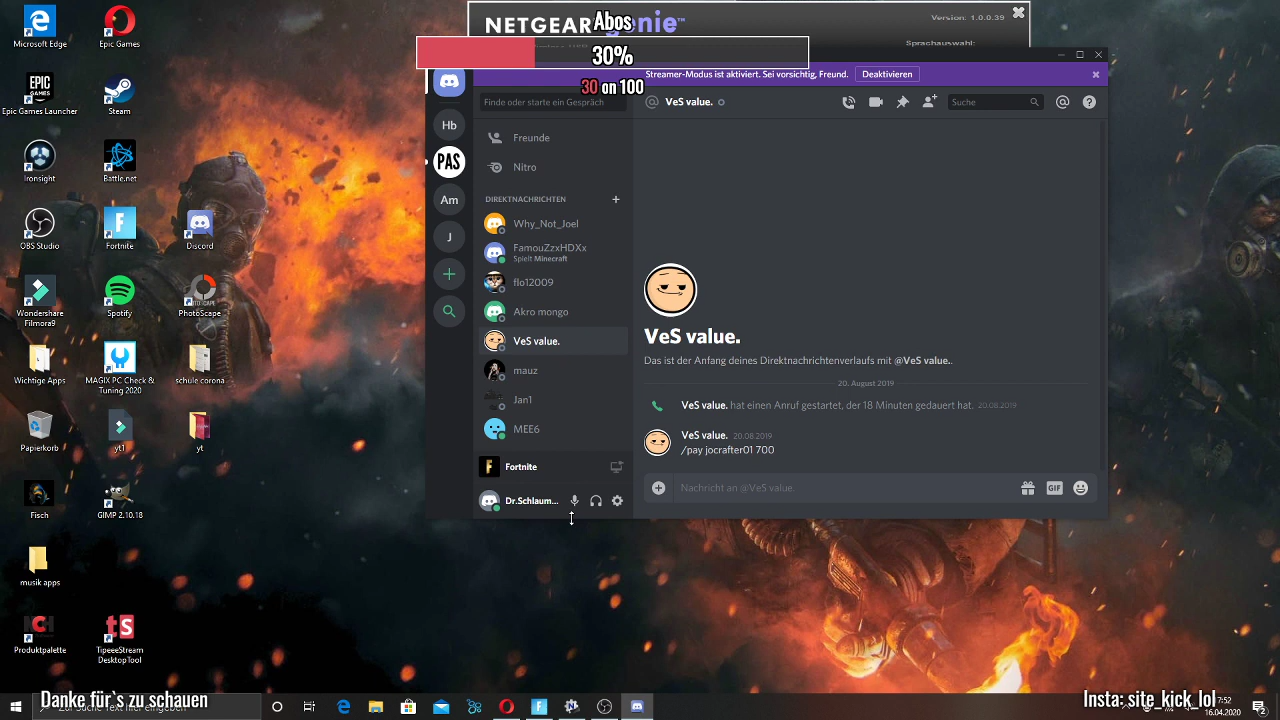 Microsoft Edge
Epic Games
Epic Games Launcher
Steam
Ironsight
Battle.net
OBS Studio
Fortnite
Discord
Wondershare Filmora9
Spotify
PhotoScape
Wichtige Apps
MAGIX PC Check & Tuning 2020
schule corona
Papierkorb
yt1
yt
Fisch
GIMP 2.10.18
musik apps
Produktpalette
TipeeeStream DesktopTool
NETGEAR genie™
Version: 1.0.0.39
Sprachauswahl:
Abos
30%
30 on 100
Streamer-Modus ist aktiviert. Sei vorsichtig, Freund.
Deaktivieren
Finde oder starte ein Gespräch
@ VeS value.
Suche
Hb
PAS
Am
J
Freunde
Nitro
DIREKTNACHRICHTEN
Why_Not_Joel
FamouZzxHDXx
Spielt Minecraft
flo12009
Akro mongo
VeS value.
mauz
Jan1
MEE6
Fortnite
Dr.Schlaum...
VeS value.
Das ist der Anfang deines Direktnachrichtenverlaufs mit @VeS value..
20. August 2019
VeS value. hat einen Anruf gestartet, der 18 Minuten gedauert hat. 20.08.2019
VeS value. 20.08.2019
/pay jocrafter01 700
Nachricht an @VeS value.
GIF
Danke für`s zu schauen
Insta: site_kick_lol
7:52
16.04.2020